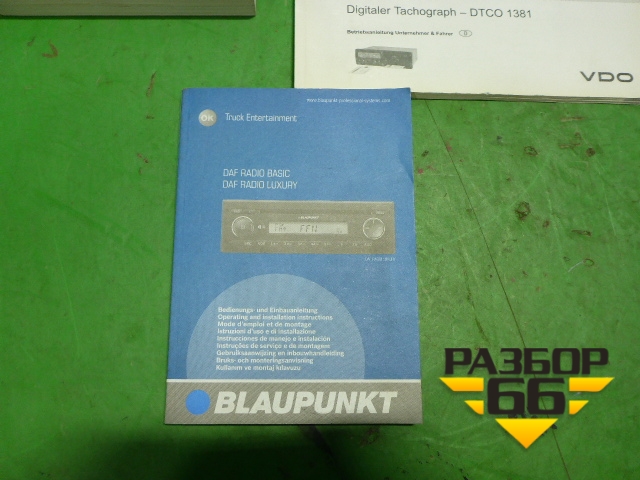 Digitaler Tachograph – DTCO 1381
Betriebsanleitung Unternehmer & Fahrer D
VDO
OK Truck Entertainment
DAF RADIO BASIC
DAF RADIO LUXURY
BLAUPUNKT
Bedienungs- und Einbauanleitung
Operating and installation instructions
Mode d'emploi et de montage
Istruzioni d'uso e di installazione
Instrucciones de manejo e instalación
Instruções de serviço e de montagem
Gebruiksaanwijzing en inbouwhandleiding
Bruks- och monteringsanvisning
Kullanım ve montaj kılavuzu
BLAUPUNKT
РАЗБОР
66